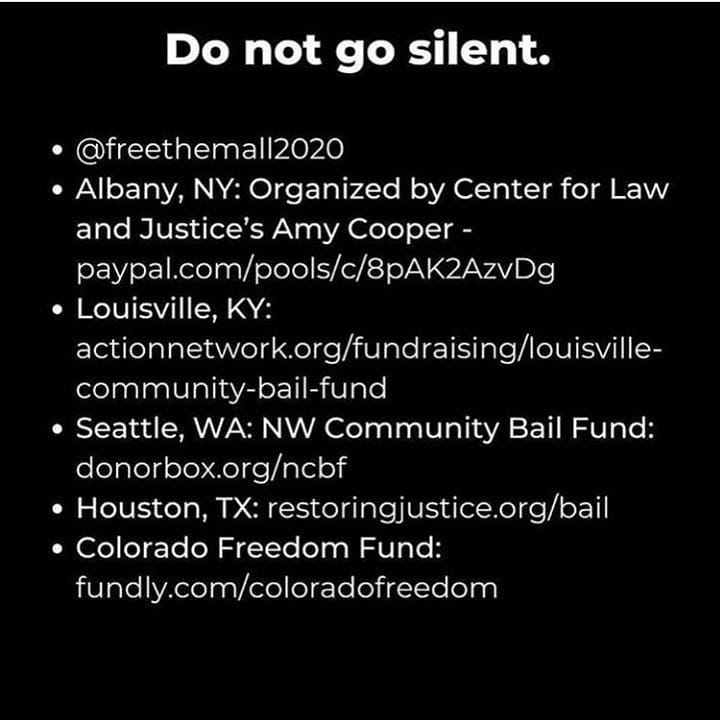 Do not go silent.
• @freethemall2020
• Albany, NY: Organized by Center for Law
and Justice’s Amy Cooper -
paypal.com/pools/c/8pAK2AzvDg
• Louisville, KY:
actionnetwork.org/fundraising/louisville-
community-bail-fund
• Seattle, WA: NW Community Bail Fund:
donorbox.org/ncbf
• Houston, TX: restoringjustice.org/bail
• Colorado Freedom Fund:
fundly.com/coloradofreedom